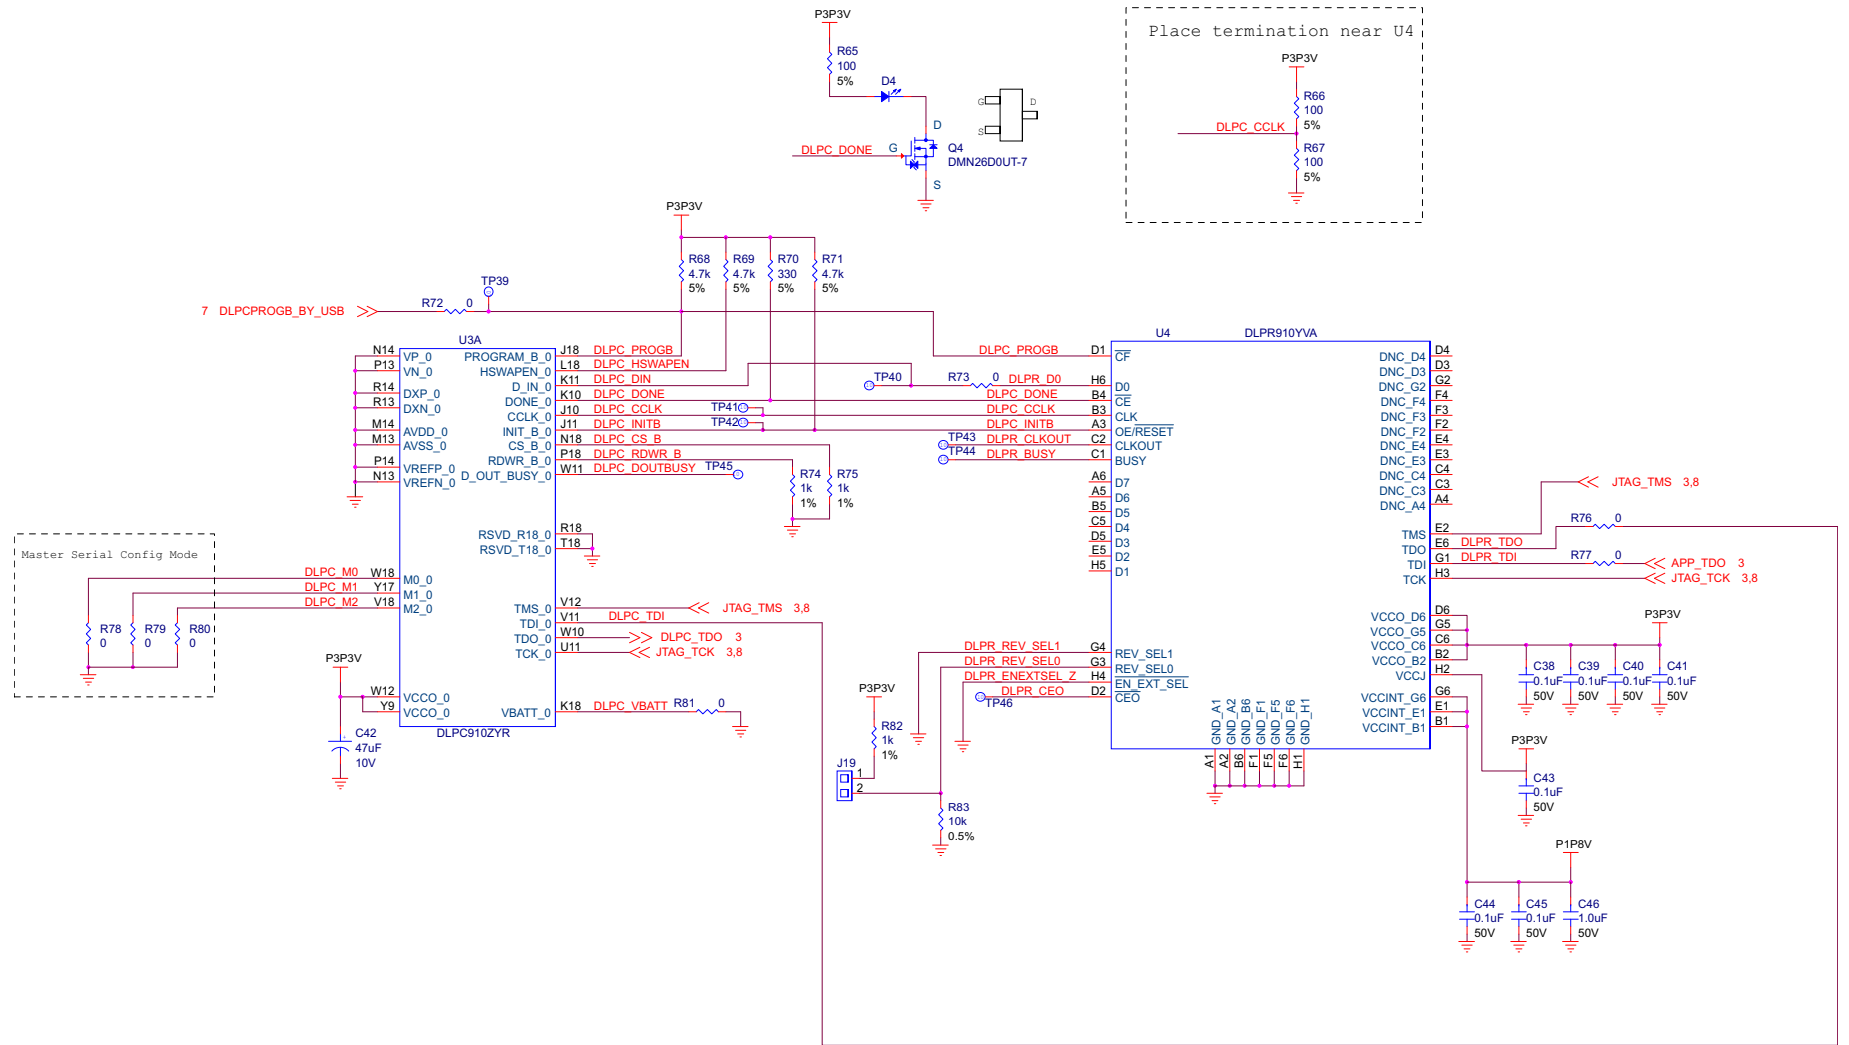 P3P3V
R65
100
5%
D4
D
G
DLPC_DONE
Q4
DMN26D0UT-7
S
G
S
D
Place termination near U4
P3P3V
R66
100
5%
DLPC_CCLK
R67
100
5%
P3P3V
R68
4.7k
5%
R69
4.7k
5%
R70
330
5%
R71
4.7k
5%
TP39
7 DLPCPROGB_BY_USB
R72 0
U3A
N14 VP_0
P13 VN_0
R14 DXP_0
R13 DXN_0
M14 AVDD_0
M13 AVSS_0
P14 VREFP_0
N13 VREFN_0
PROGRAM_B_0 J18 DLPC_PROGB
HSWAPEN_0 L18 DLPC_HSWAPEN
D_IN_0 K11 DLPC_DIN
DONE_0 K10 DLPC_DONE
CCLK_0 J10 DLPC_CCLK
INIT_B_0 J11 DLPC_INITB
CS_B_0 N18 DLPC_CS_B
RDWR_B_0 P18 DLPC_RDWR_B
D_OUT_BUSY_0 W11 DLPC_DOUTBUSY
TP45
TP41
TP42
R74
1k
1%
R75
1k
1%
RSVD_R18_0 R18
RSVD_T18_0 T18
Master Serial Config Mode
DLPC_M0 W18 M0_0
DLPC_M1 Y17 M1_0
DLPC_M2 V18 M2_0
R78
0
R79
0
R80
0
TMS_0 V12 JTAG_TMS 3,8
TDI_0 V11 DLPC_TDI
TDO_0 W10 DLPC_TDO 3
TCK_0 U11 JTAG_TCK 3,8
P3P3V
W12 VCCO_0
Y9 VCCO_0
VBATT_0 K18 DLPC_VBATT R81 0
DLPC910ZYR
C42
47uF
10V
P3P3V
R82
1k
1%
J19
1
2
R83
10k
0.5%
U4 DLPR910YVA
DLPC_PROGB D1 CF
TP40
R73 0 DLPR_D0 H6 D0
DLPC_DONE B4 CE
DLPC_CCLK B3 CLK
DLPC_INITB A3 OE/RESET
TP43 DLPR_CLKOUT C2 CLKOUT
TP44 DLPR_BUSY C1 BUSY
A6 D7
A5 D6
B5 D5
C5 D4
D5 D3
E5 D2
H5 D1
DLPR_REV_SEL1 G4 REV_SEL1
DLPR_REV_SEL0 G3 REV_SEL0
DLPR_ENEXTSEL_Z H4 EN_EXT_SEL
DLPR_CEO D2 CEO
TP46
GND_A1
GND_A2
GND_B6
GND_F1
GND_F5
GND_F6
GND_H1
A1
A2
B6
F1
F5
F6
H1
DNC_D4 D4
DNC_D3 D3
DNC_G2 G2
DNC_F4 F4
DNC_F3 F3
DNC_F2 F2
DNC_E4 E4
DNC_E3 E3
DNC_C4 C4
DNC_C3 C3
DNC_A4 A4
TMS E2 JTAG_TMS 3,8
TDO E6 DLPR_TDO R76 0
TDI G1 DLPR_TDI R77 0 APP_TDO 3
TCK H3 JTAG_TCK 3,8
VCCO_D6 D6
VCCO_G5 G5
VCCO_C6 C6
VCCO_B2 B2
VCCJ H2
VCCINT_G6 G6
VCCINT_E1 E1
VCCINT_B1 B1
P3P3V
C38
0.1uF
50V
C39
0.1uF
50V
C40
0.1uF
50V
C41
0.1uF
50V
P3P3V
C43
0.1uF
50V
P1P8V
C44
0.1uF
50V
C45
0.1uF
50V
C46
1.0uF
50V